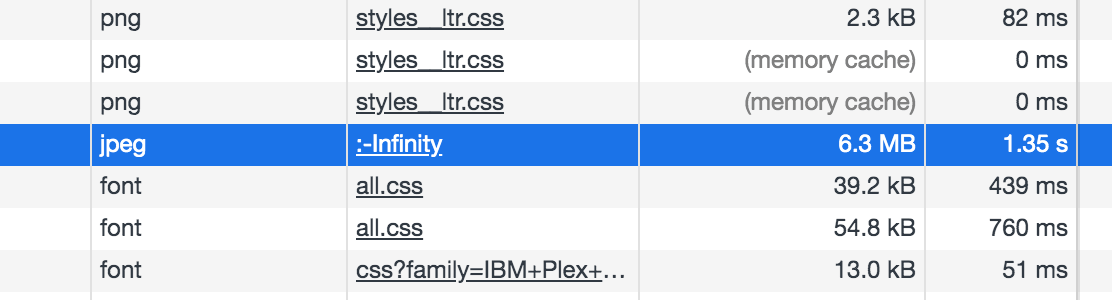 png styles__ltr.css 2.3 kB 82 ms
png styles__ltr.css (memory cache) 0 ms
png styles__ltr.css (memory cache) 0 ms
jpeg :-Infinity 6.3 MB 1.35 s
font all.css 39.2 kB 439 ms
font all.css 54.8 kB 760 ms
font css?family=IBM+Plex+... 13.0 kB 51 ms